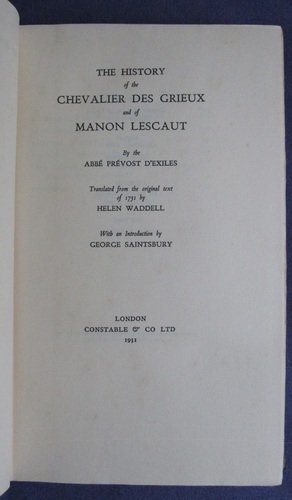 THE HISTORY
of the
CHEVALIER DES GRIEUX
and of
MANON LESCAUT
By the
ABBÉ PRÉVOST D'EXILES
Translated from the original text
of 1731 by
HELEN WADDELL
With an Introduction by
GEORGE SAINTSBURY
LONDON
CONSTABLE & CO LTD
1931